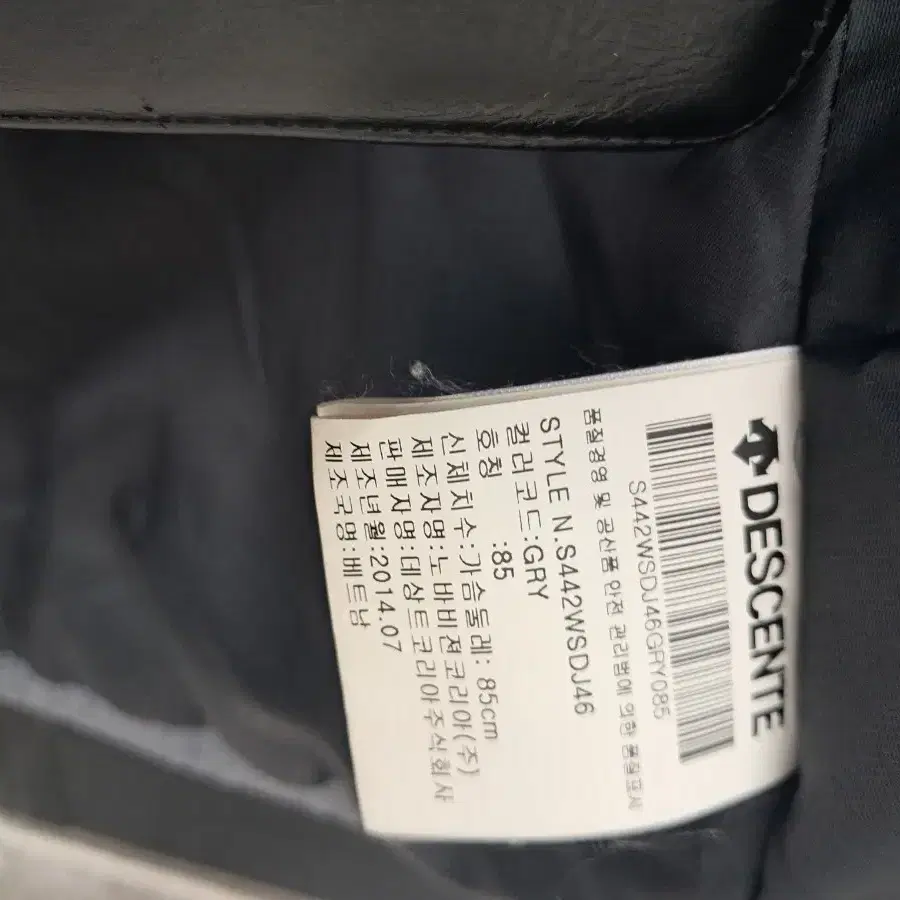 DESCENTE
S442WSDJ46GRY085
품질경영 및 공산품 안전 관리법에 의한 품질표시
STYLE N.S442WSDJ46
컬러코드:GRY
호칭 :85
신체치수:가슴둘레: 85cm
제조자명:노바비젼코리아(주)
판매자명:데상트코리아주식회사
제조년월:2014.07
제조국명:베트남